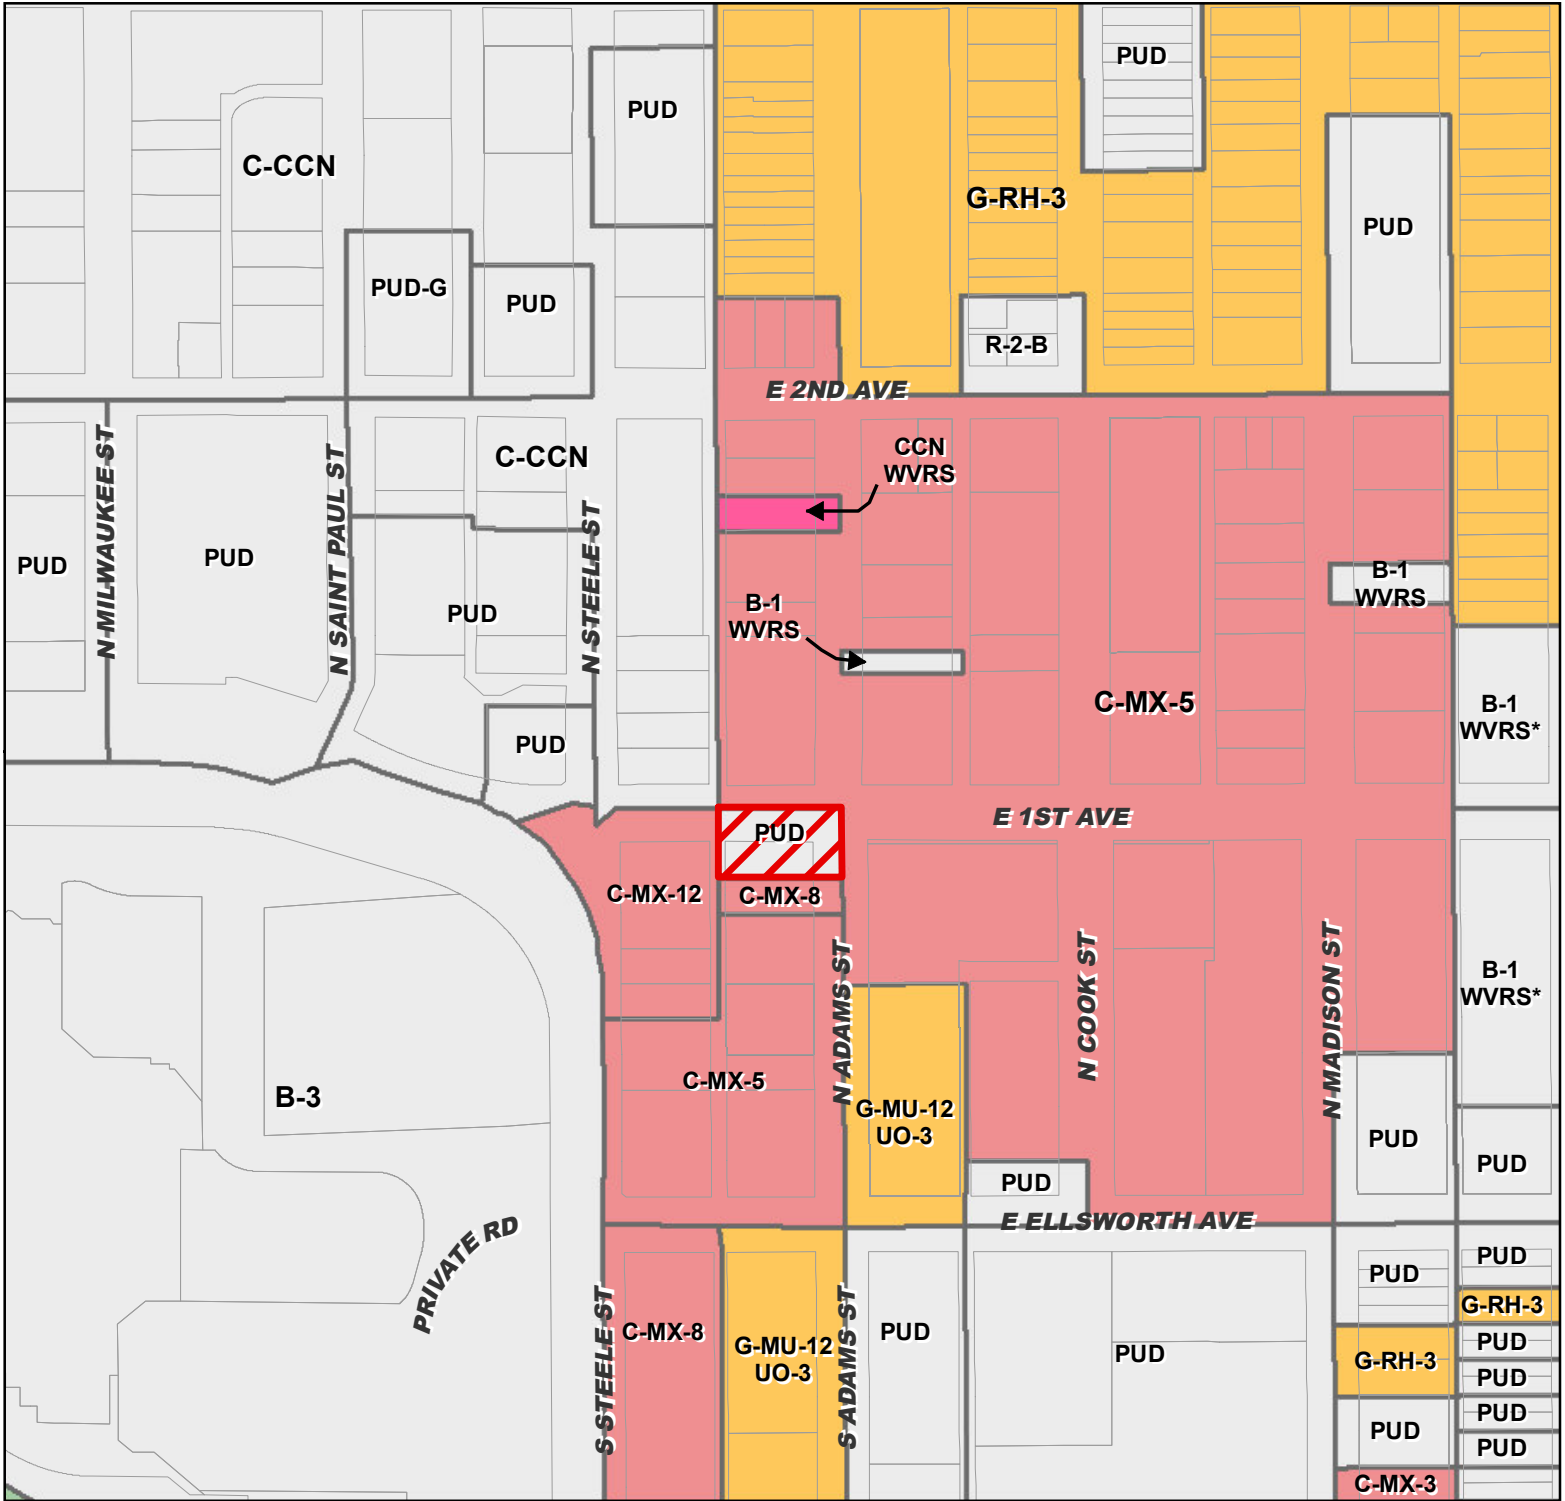 PUD
PUD
C-CCN
G-RH-3
PUD
PUD-G
PUD
R-2-B
E 2ND AVE
CCN
WVRS
C-CCN
N MILWAUKEE ST
N SAINT PAUL ST
N STEELE ST
PUD
PUD
PUD
B-1
WVRS
B-1
WVRS
C-MX-5
B-1
WVRS*
PUD
E 1ST AVE
PUD
C-MX-12
C-MX-8
N ADAMS ST
N COOK ST
N MADISON ST
B-1
WVRS*
C-MX-5
B-3
G-MU-12
UO-3
PUD
PUD
PUD
E ELLSWORTH AVE
PRIVATE RD
PUD
PUD
G-RH-3
S STEELE ST
C-MX-8
G-MU-12
UO-3
S ADAMS ST
PUD
PUD
PUD
G-RH-3
PUD
PUD
PUD
PUD
C-MX-3